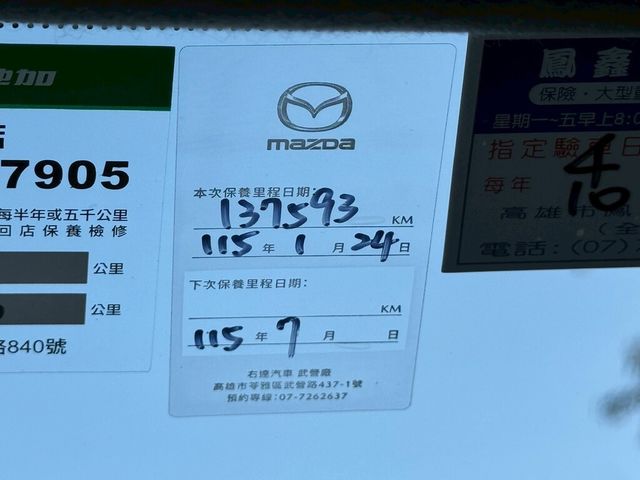 地加
7905
每半年或五千公里
回店保養檢修
公里
公里
路840號
mazda
本次保養里程日期:
137593 KM
115 年 1 月 24 日
下次保養里程日期:
KM
115 年 7 月 日
右達汽車 武營廠
高雄市苓雅區武營路437-1號
預約專線:07-7262637
鳳鑫
保險·大型
星期一~五早上8:0
指定驗車日
每年 4
10
高雄市鳳
(全
電話:(07)